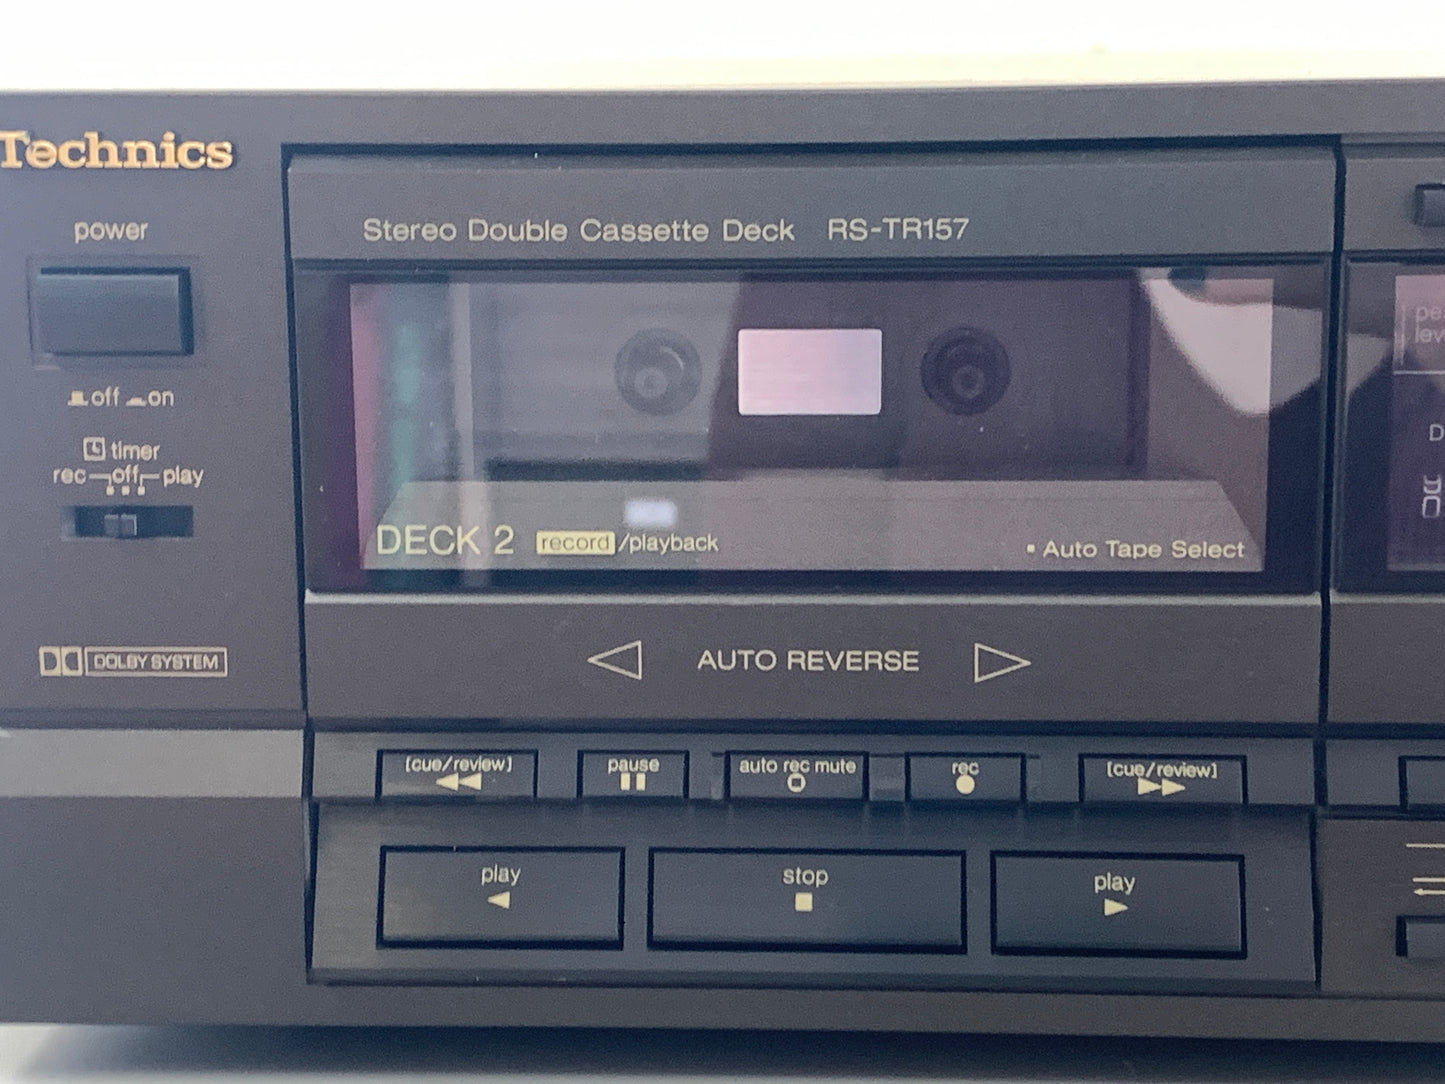 Technics
power
off on
timer
rec off play
DOLBY SYSTEM
Stereo Double Cassette Deck RS-TR157
DECK 2 record/playback
• Auto Tape Select
AUTO REVERSE
[cue/review]
pause
auto rec mute
rec
[cue/review]
play
stop
play